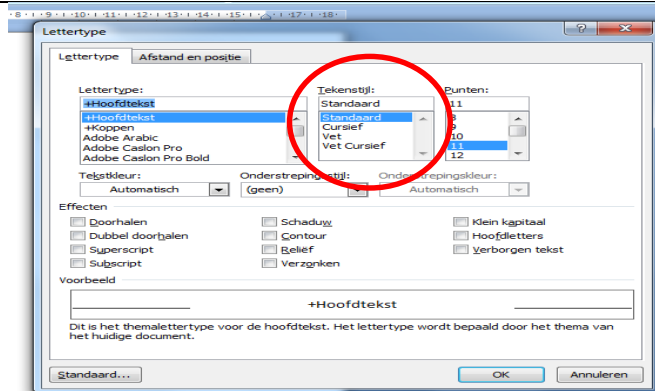 · 8 · ı · 9 · ı · 10 · ı · 11 · ı · 12 · ı · 13 · ı · 14 · ı · 15 · ı · ı · 17 · ı · 18 ·
Lettertype
Lettertype Afstand en positie
Lettertype: Tekenstijl: Punten:
+Hoofdtekst Standaard 11
+Hoofdtekst Standaard 8
+Koppen Cursief 9
Adobe Arabic Vet 10
Adobe Caslon Pro Vet Cursief 11
Adobe Caslon Pro Bold 12
Tekstkleur: Onderstrepingsstijl: Onderstrepingskleur:
Automatisch (geen) Automatisch
Effecten
Doorhalen Schaduw Klein kapitaal
Dubbel doorhalen Contour Hoofdletters
Superscript Reliëf Verborgen tekst
Subscript Verzonken
Voorbeeld
+Hoofdtekst
Dit is het themalettertype voor de hoofdtekst. Het lettertype wordt bepaald door het thema van
het huidige document.
Standaard... OK Annuleren